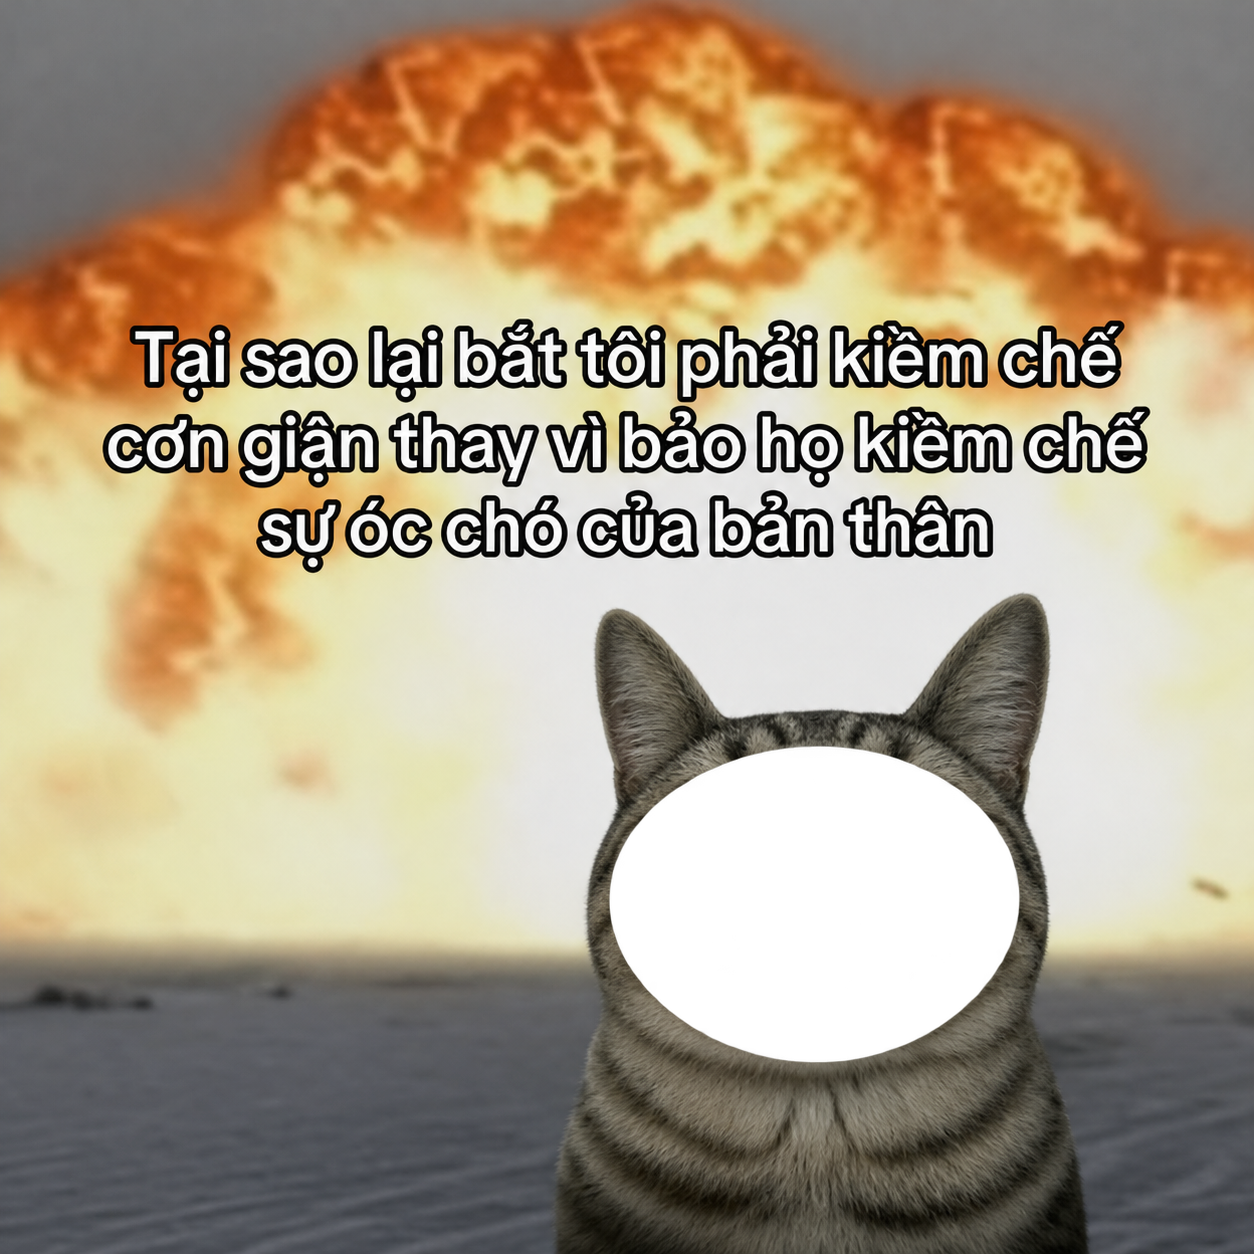 Tại sao lại bắt tôi phải kiềm chế
cơn giận thay vì bảo họ kiềm chế
sự óc chó của bản thân